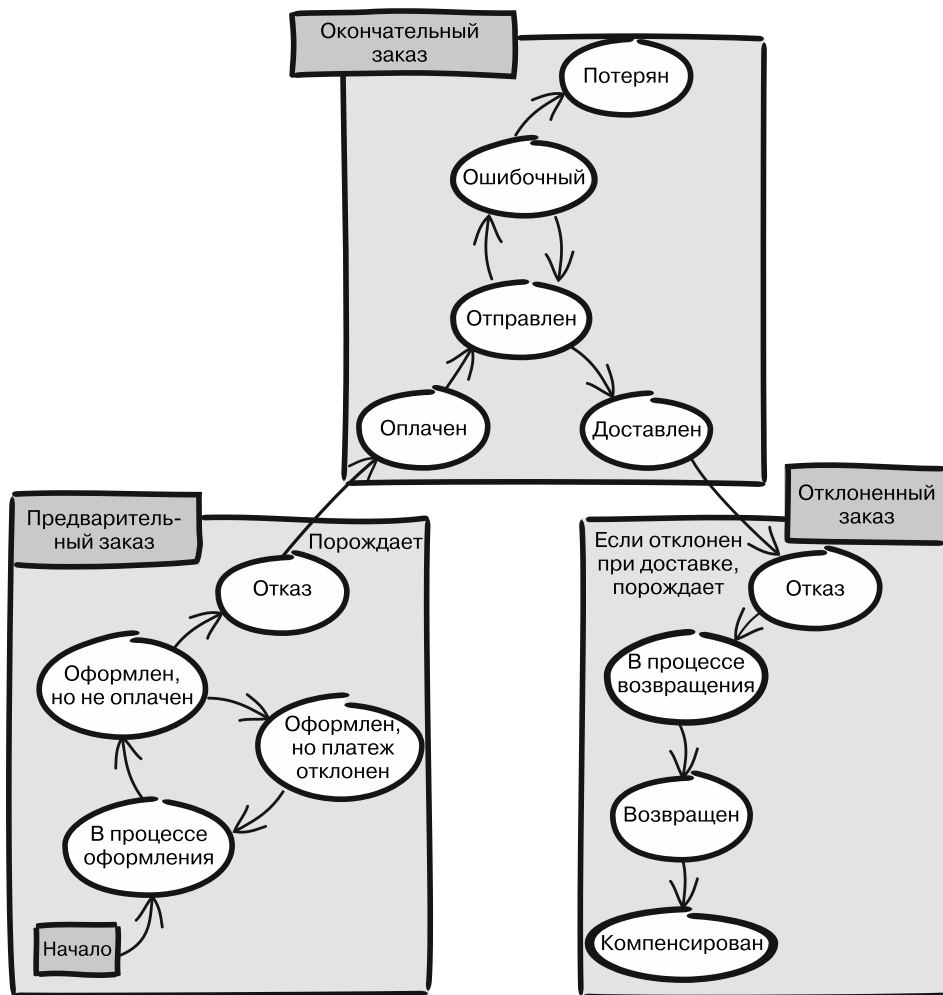 Окончательный
заказ
Потерян
Ошибочный
Отправлен
Оплачен
Доставлен
Предваритель-
ный заказ
Порождает
Отказ
Оформлен,
но не оплачен
Оформлен,
но платеж
отклонен
В процессе
оформления
Начало
Отклоненный
заказ
Если отклонен
при доставке,
порождает
Отказ
В процессе
возвращения
Возвращен
Компенсирован